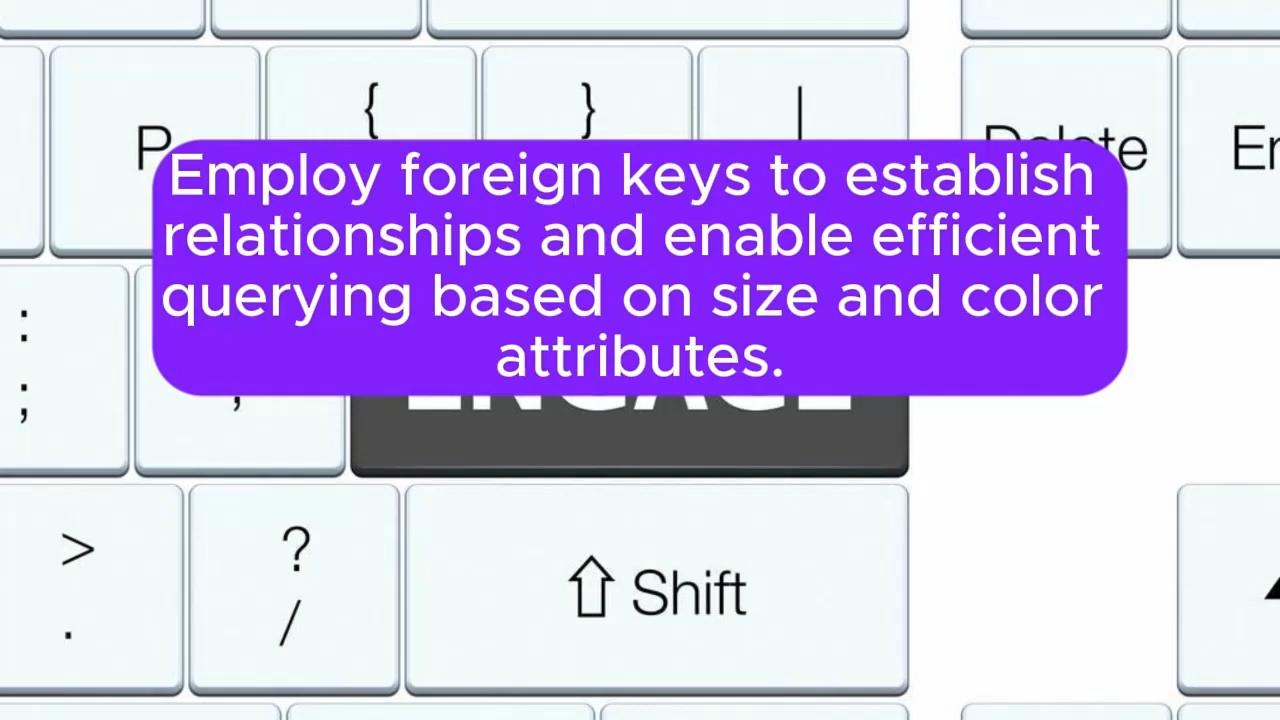 { } |
P
Employ foreign keys to establish
relationships and enable efficient
querying based on size and color
attributes.
:
;
>
.
?
/
⇧ Shift